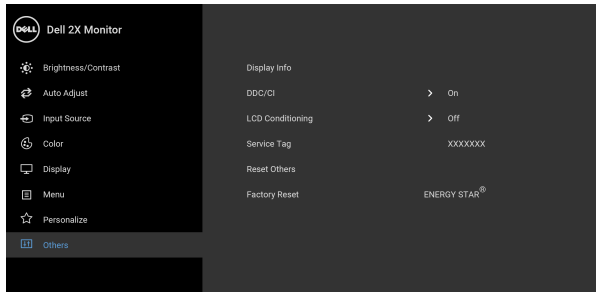 DELL Dell 2X Monitor
Brightness/Contrast
Auto Adjust
Input Source
Color
Display
Menu
Personalize
Others
Display Info
DDC/CI > On
LCD Conditioning > Off
Service Tag XXXXXXX
Reset Others
Factory Reset ENERGY STAR®